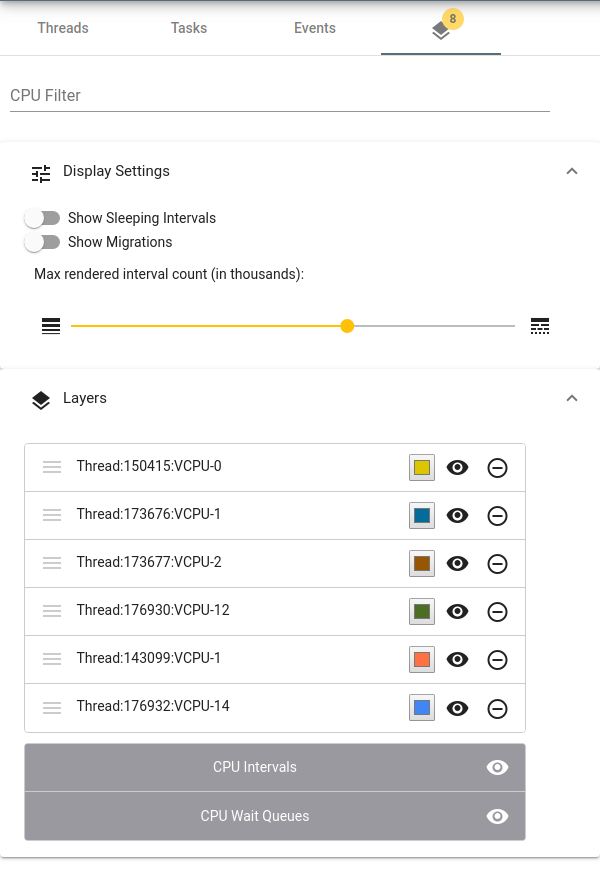 Threads Tasks Events 8
CPU Filter
Display Settings
Show Sleeping Intervals
Show Migrations
Max rendered interval count (in thousands):
Layers
Thread:150415:VCPU-0
Thread:173676:VCPU-1
Thread:173677:VCPU-2
Thread:176930:VCPU-12
Thread:143099:VCPU-1
Thread:176932:VCPU-14
CPU Intervals
CPU Wait Queues